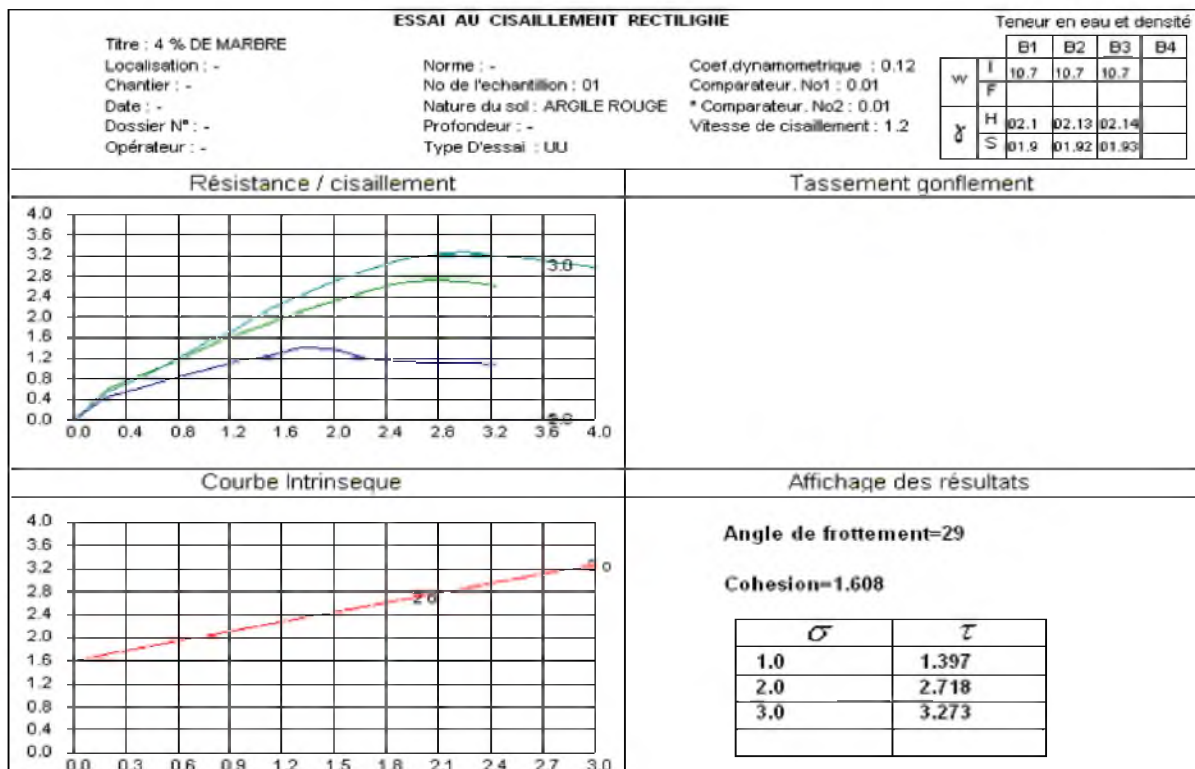 ESSAI AU CISAILLEMENT RECTILIGNE
Teneur en eau et densité
Titre : 4 % DE MARBRE
Localisation : -
Chantier : -
Date : -
Dossier N° : -
Opérateur : -
Norme : -
No de l'echantillion : 01
Nature du sol : ARGILE ROUGE
Profondeur : -
Type D'essai : UU
Coef.dynamometrique : 0.12
Comparateur. No1 : 0.01
* Comparateur. No2 : 0.01
Vitesse de cisaillement : 1.2
B1 B2 B3 B4
w I 10.7 10.7 10.7
F
γ H 02.1 02.13 02.14
S 01.9 01.92 01.93
Résistance / cisaillement
4.0
3.6
3.2
2.8
2.4
2.0
1.6
1.2
0.8
0.4
0.0
3.0
0.0 0.4 0.8 1.2 1.6 2.0 2.4 2.8 3.2 3.6 4.0
Tassement gonflement
Courbe Intrinseque
4.0
3.6
3.2
2.8
2.4
2.0
1.6
1.2
0.8
0.4
0.0
2.0
0.0 0.3 0.6 0.9 1.2 1.5 1.8 2.1 2.4 2.7 3.0
Affichage des résultats
Angle de frottement=29
Cohesion=1.608
σ τ
1.0 1.397
2.0 2.718
3.0 3.273